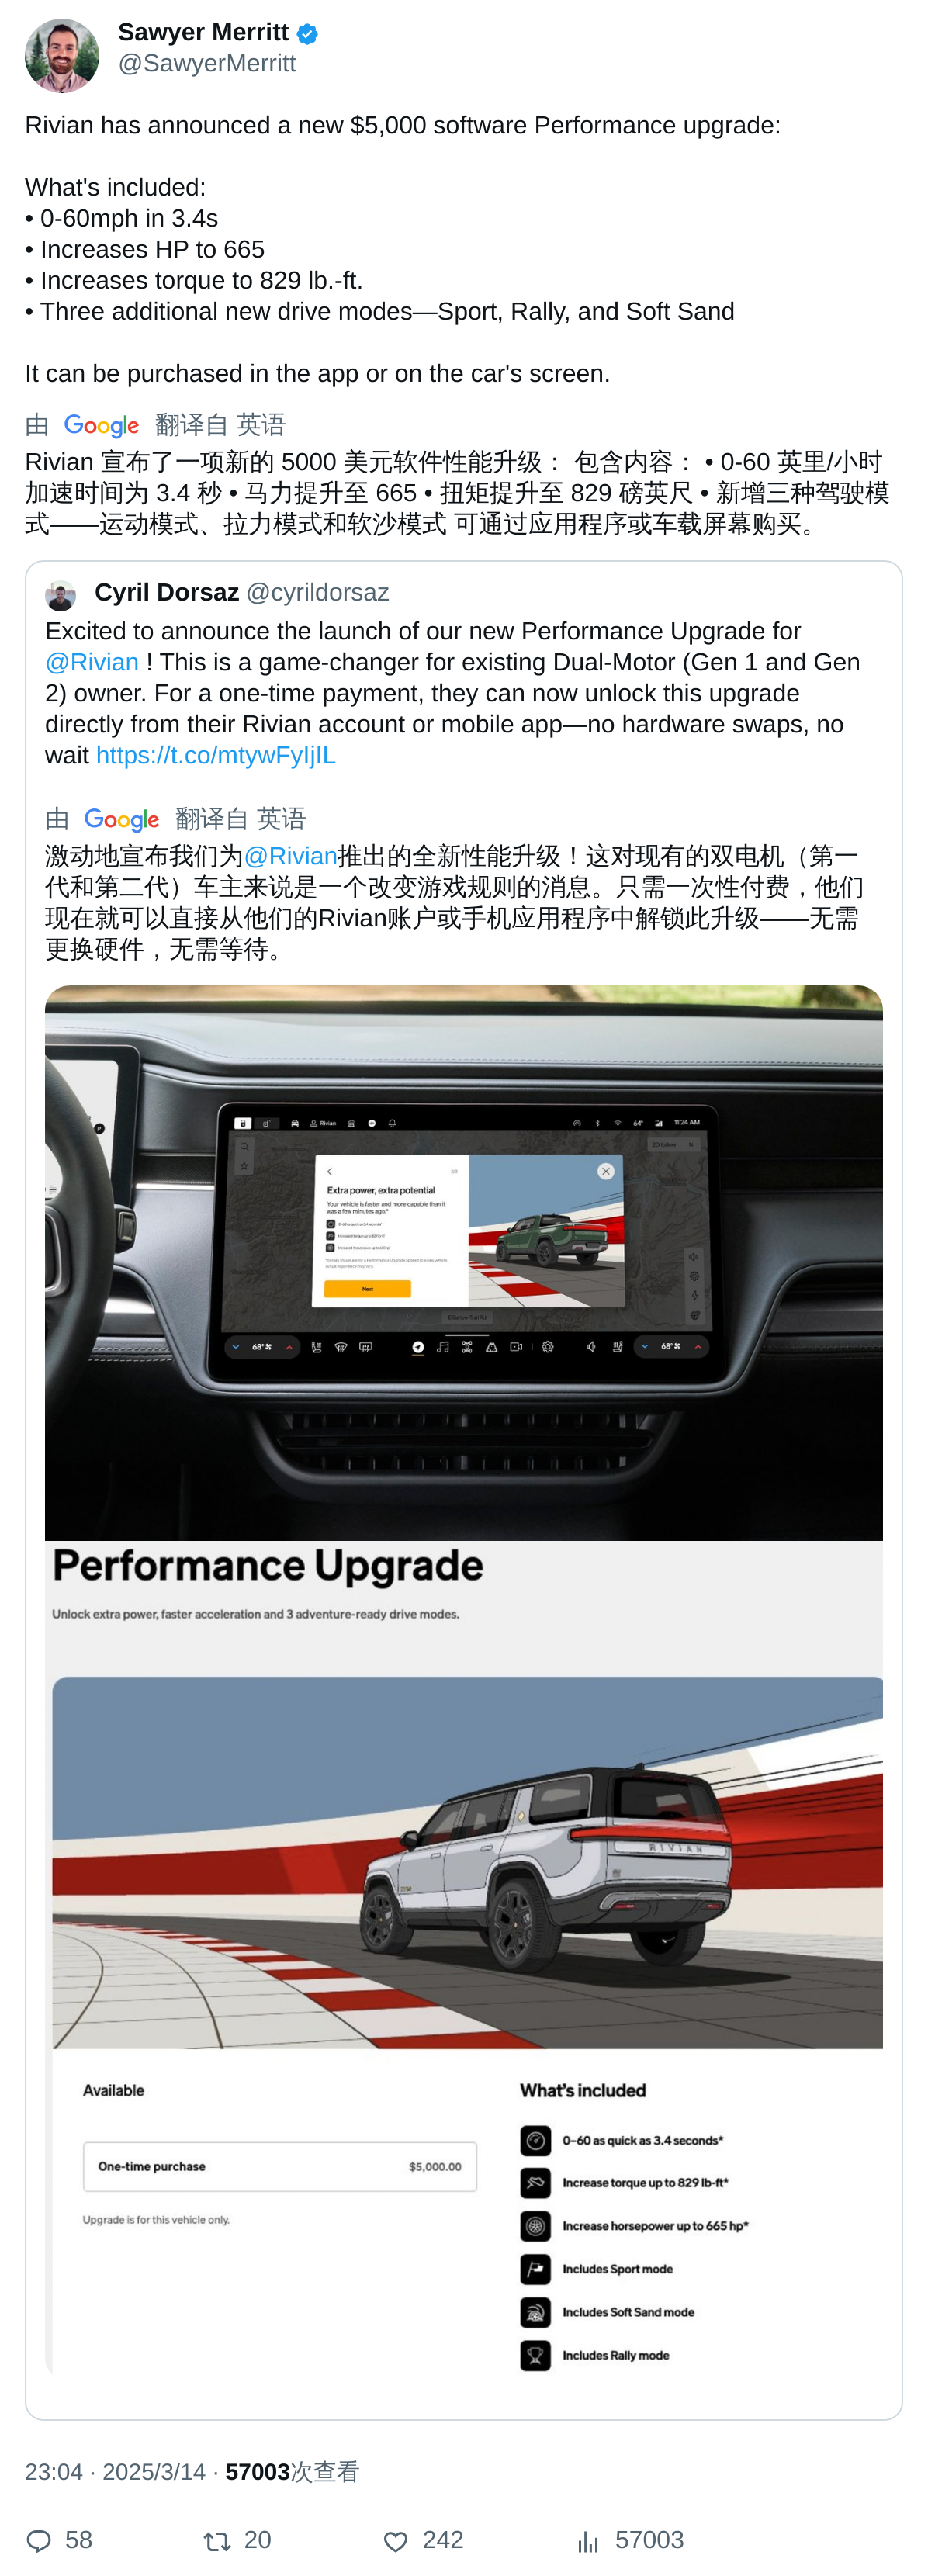 Sawyer Merritt
@SawyerMerritt
Rivian has announced a new $5,000 software Performance upgrade:
What's included:
• 0-60mph in 3.4s
• Increases HP to 665
• Increases torque to 829 lb.-ft.
• Three additional new drive modes—Sport, Rally, and Soft Sand
It can be purchased in the app or on the car's screen.
由 Google 翻译自 英语
Rivian 宣布了一项新的 5000 美元软件性能升级： 包含内容： • 0-60 英里/小时
加速时间为 3.4 秒 • 马力提升至 665 • 扭矩提升至 829 磅英尺 • 新增三种驾驶模
式——运动模式、拉力模式和软沙模式 可通过应用程序或车载屏幕购买。
Cyril Dorsaz @cyrildorsaz
Excited to announce the launch of our new Performance Upgrade for
@Rivian ! This is a game-changer for existing Dual-Motor (Gen 1 and Gen
2) owner. For a one-time payment, they can now unlock this upgrade
directly from their Rivian account or mobile app—no hardware swaps, no
wait https://t.co/mtywFyIjIL
由 Google 翻译自 英语
激动地宣布我们为@Rivian推出的全新性能升级！这对现有的双电机（第一
代和第二代）车主来说是一个改变游戏规则的消息。只需一次性付费，他们
现在就可以直接从他们的Rivian账户或手机应用程序中解锁此升级——无需
更换硬件，无需等待。
P
Rivian 64° 11:24 AM
Extra power, extra potential
Your vehicle is faster and more capable than it
was a few minutes ago.*
Next
68° 68°
Performance Upgrade
Unlock extra power, faster acceleration and 3 adventure-ready drive modes.
RIVIAN
Available
One-time purchase $5,000.00
Upgrade is for this vehicle only.
What's included
0–60 as quick as 3.4 seconds*
Increase torque up to 829 lb-ft*
Increase horsepower up to 665 hp*
Includes Sport mode
Includes Soft Sand mode
Includes Rally mode
23:04 · 2025/3/14 · 57003次查看
58 20 242 57003